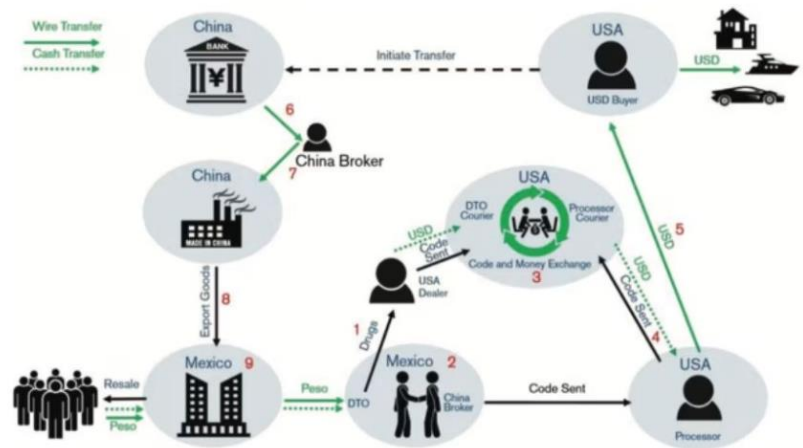 Wire Transfer
Cash Transfer
China
BANK
¥
Initiate Transfer
USA
USD Buyer
USD
6
China Broker
7
China
MADE IN CHINA
Export Goods
8
USA
DTO
Courier
Processor
Courier
Code and Money Exchange
3
USD
Code
Sent
USA
Dealer
1
Drugs
USD
Code Sent
4
USD
5
Mexico 9
Resale
Peso
Peso
Mexico 2
DTO
China
Broker
Code Sent
USA
Processor